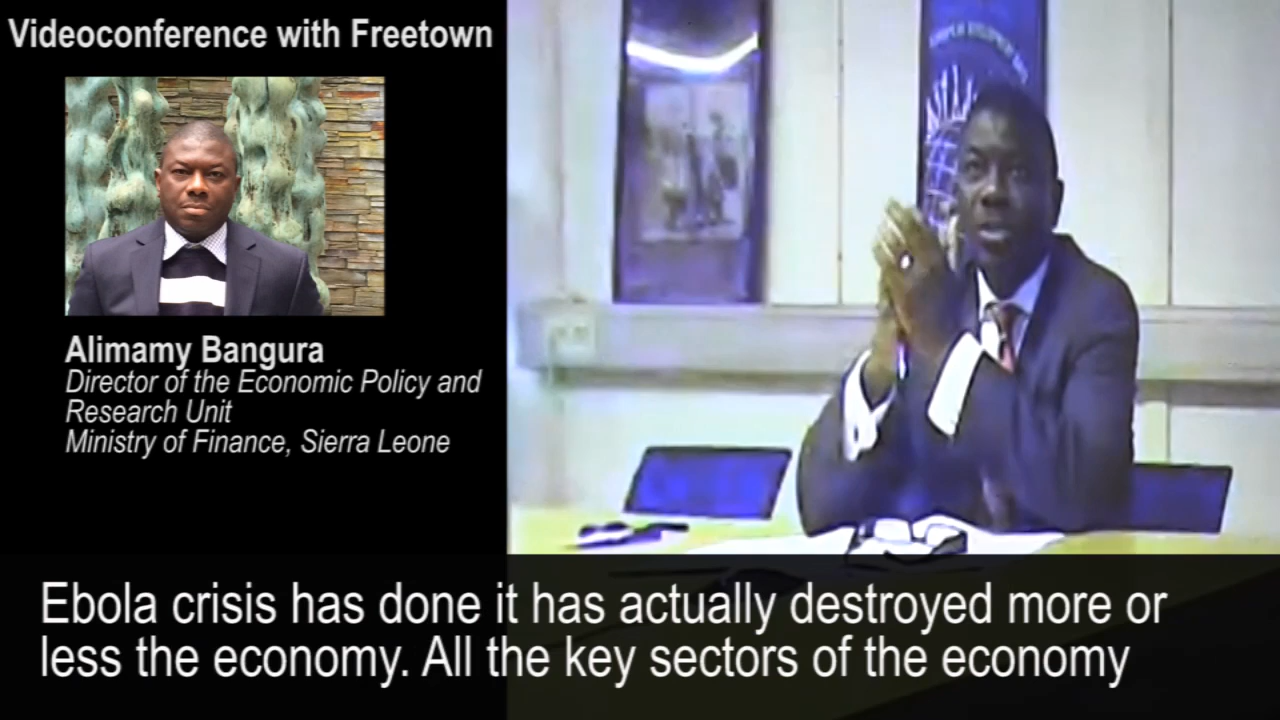 Videoconference with Freetown
Alimamy Bangura
Director of the Economic Policy and
Research Unit
Ministry of Finance, Sierra Leone
Ebola crisis has done it has actually destroyed more or
less the economy. All the key sectors of the economy